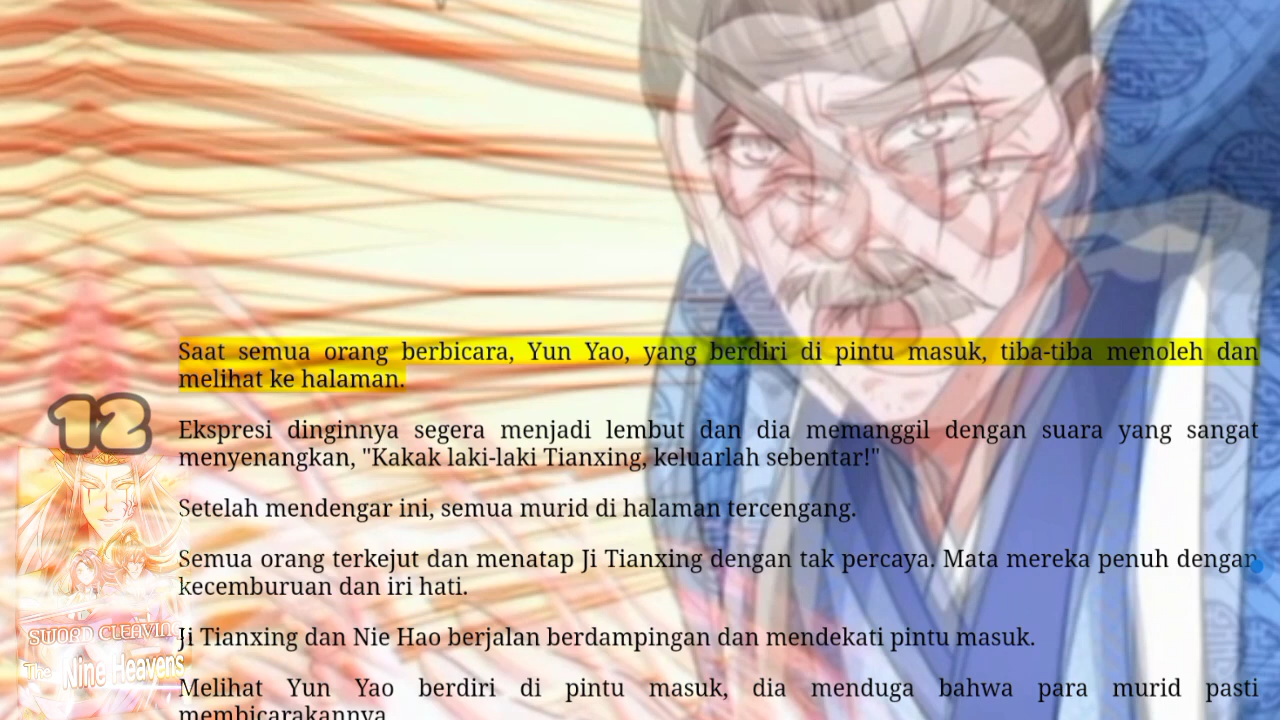 Saat semua orang berbicara, Yun Yao, yang berdiri di pintu masuk, tiba-tiba menoleh dan
melihat ke halaman.
12
Ekspresi dinginnya segera menjadi lembut dan dia memanggil dengan suara yang sangat
menyenangkan, "Kakak laki-laki Tianxing, keluarlah sebentar!"
Setelah mendengar ini, semua murid di halaman tercengang.
Semua orang terkejut dan menatap Ji Tianxing dengan tak percaya. Mata mereka penuh dengan
kecemburuan dan iri hati.
SWORD CLEAVING
The Nine Heavens
Ji Tianxing dan Nie Hao berjalan berdampingan dan mendekati pintu masuk.
Melihat Yun Yao berdiri di pintu masuk, dia menduga bahwa para murid pasti
membicarakannya